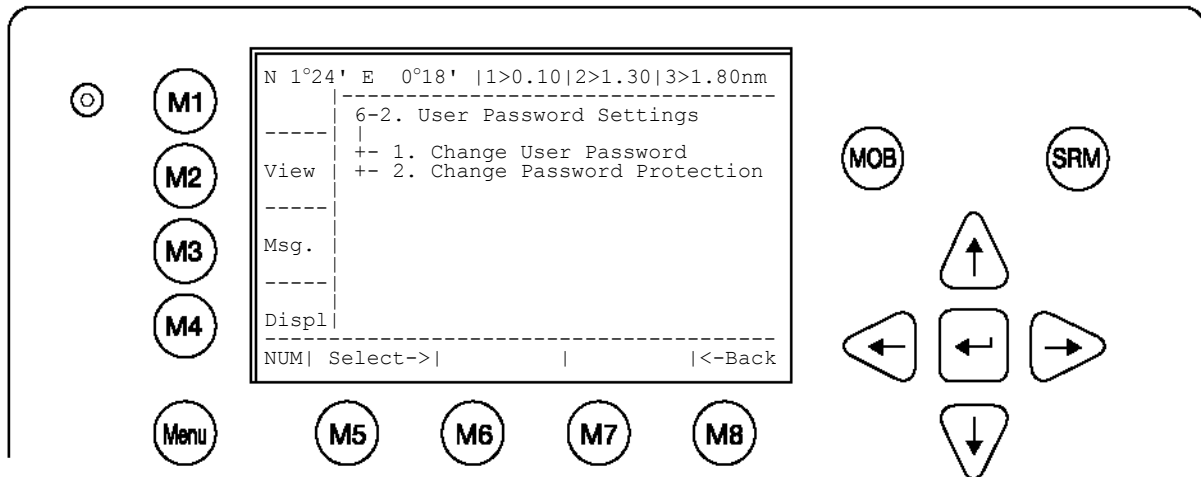 N 1°24' E 0°18' |1>0.10|2>1.30|3>1.80nm
6-2. User Password Settings
+- 1. Change User Password
View | +- 2. Change Password Protection
Msg.
Displ|
NUM| Select->| | |<-Back
M1
M2
M3
M4
Menu
M5
M6
M7
M8
MOB
SRM